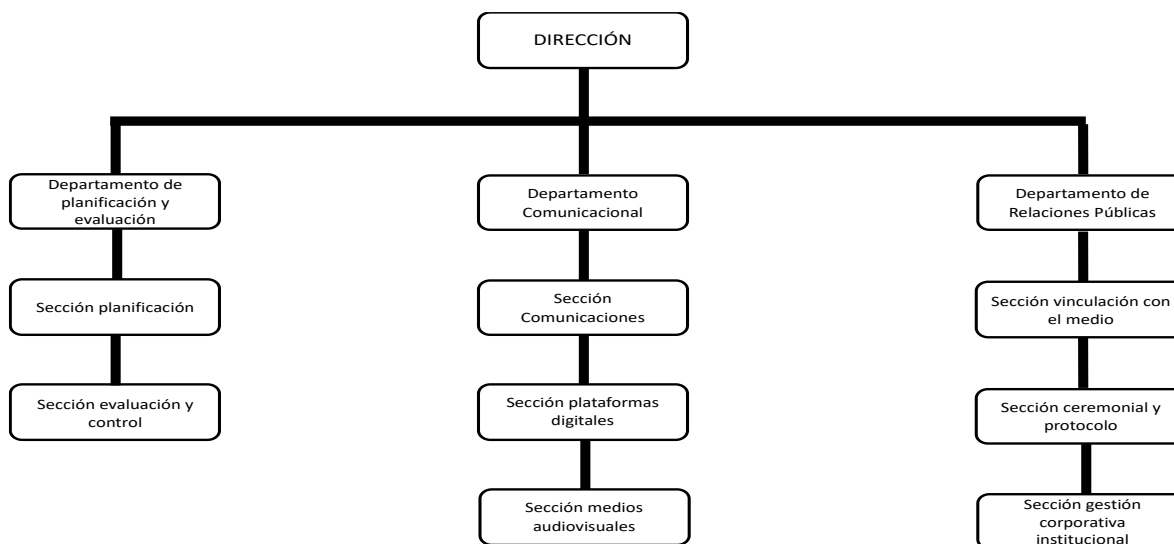 DIRECCIÓN
Departamento de
planificación y
evaluación
Departamento
Comunicacional
Departamento de
Relaciones Públicas
Sección planificación
Sección
Comunicaciones
Sección vinculación con
el medio
Sección evaluación y
control
Sección plataformas
digitales
Sección ceremonial y
protocolo
Sección medios
audiovisuales
Sección gestión
corporativa
institucional